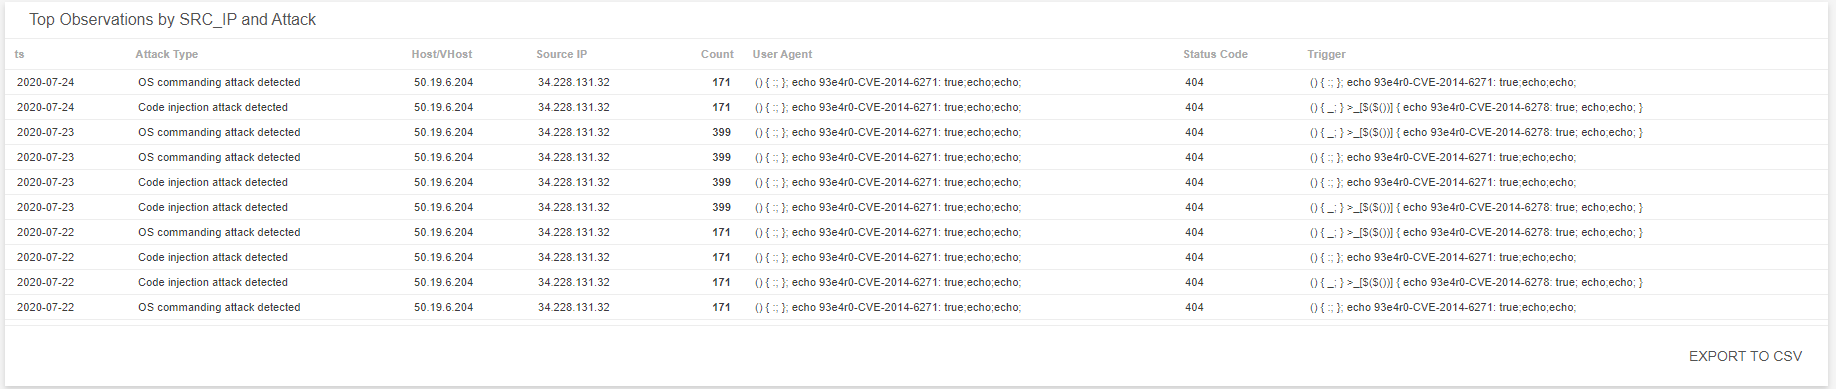 Top Observations by SRC_IP and Attack
ts Attack Type Host/VHost Source IP Count User Agent Status Code Trigger
2020-07-24 OS commanding attack detected 50.19.6.204 34.228.131.32 171 () { :; }; echo 93e4r0-CVE-2014-6271: true;echo;echo; 404 () { :; }; echo 93e4r0-CVE-2014-6271: true;echo;echo;
2020-07-24 Code injection attack detected 50.19.6.204 34.228.131.32 171 () { :; }; echo 93e4r0-CVE-2014-6271: true;echo;echo; 404 () { _; } >_[$($())] { echo 93e4r0-CVE-2014-6278: true; echo;echo; }
2020-07-23 OS commanding attack detected 50.19.6.204 34.228.131.32 399 () { :; }; echo 93e4r0-CVE-2014-6271: true;echo;echo; 404 () { _; } >_[$($())] { echo 93e4r0-CVE-2014-6278: true; echo;echo; }
2020-07-23 OS commanding attack detected 50.19.6.204 34.228.131.32 399 () { :; }; echo 93e4r0-CVE-2014-6271: true;echo;echo; 404 () { :; }; echo 93e4r0-CVE-2014-6271: true;echo;echo;
2020-07-23 Code injection attack detected 50.19.6.204 34.228.131.32 399 () { :; }; echo 93e4r0-CVE-2014-6271: true;echo;echo; 404 () { :; }; echo 93e4r0-CVE-2014-6271: true;echo;echo;
2020-07-23 Code injection attack detected 50.19.6.204 34.228.131.32 399 () { :; }; echo 93e4r0-CVE-2014-6271: true;echo;echo; 404 () { _; } >_[$($())] { echo 93e4r0-CVE-2014-6278: true; echo;echo; }
2020-07-22 OS commanding attack detected 50.19.6.204 34.228.131.32 171 () { :; }; echo 93e4r0-CVE-2014-6271: true;echo;echo; 404 () { _; } >_[$($())] { echo 93e4r0-CVE-2014-6278: true; echo;echo; }
2020-07-22 Code injection attack detected 50.19.6.204 34.228.131.32 171 () { :; }; echo 93e4r0-CVE-2014-6271: true;echo;echo; 404 () { :; }; echo 93e4r0-CVE-2014-6271: true;echo;echo;
2020-07-22 Code injection attack detected 50.19.6.204 34.228.131.32 171 () { :; }; echo 93e4r0-CVE-2014-6271: true;echo;echo; 404 () { _; } >_[$($())] { echo 93e4r0-CVE-2014-6278: true; echo;echo; }
2020-07-22 OS commanding attack detected 50.19.6.204 34.228.131.32 171 () { :; }; echo 93e4r0-CVE-2014-6271: true;echo;echo; 404 () { :; }; echo 93e4r0-CVE-2014-6271: true;echo;echo;
EXPORT TO CSV